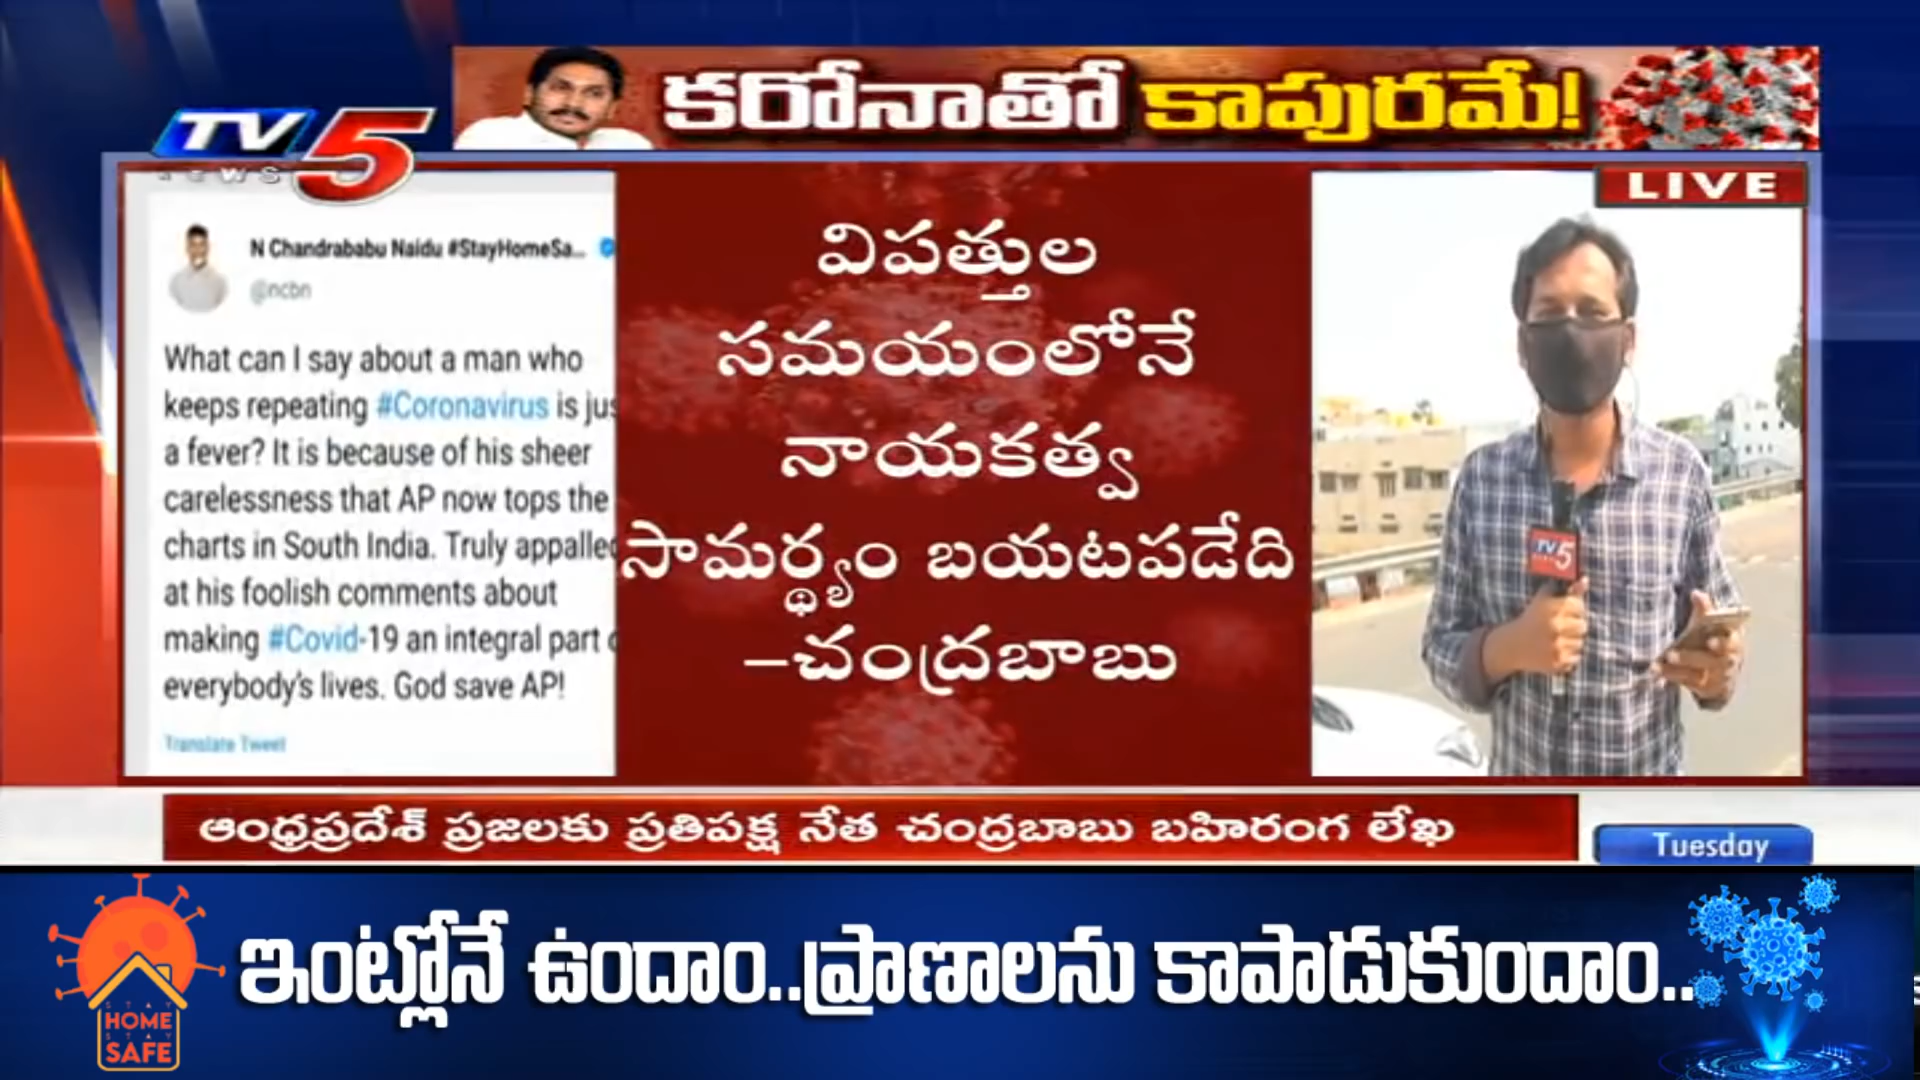 కరోనాతో కాపురమే!
TV5
news
LIVE
N Chandrababu Naidu #StayHomeSa...
@ncbn
What can I say about a man who
keeps repeating #Coronavirus is jus
a fever? It is because of his sheer
carelessness that AP now tops the
charts in South India. Truly appalled
at his foolish comments about
making #Covid-19 an integral part o
everybody's lives. God save AP!
Translate Tweet
విపత్తుల
సమయంలోనే
నాయకత్వ
సామర్థ్యం బయటపడేది
–చంద్రబాబు
TV5
ఆంధ్రప్రదేశ్ ప్రజలకు ప్రతిపక్ష నేత చంద్రబాబు బహిరంగ లేఖ
Tuesday
STAY
HOME
STAY
SAFE
ఇంట్లోనే ఉందాం..ప్రాణాలను కాపాడుకుందాం..